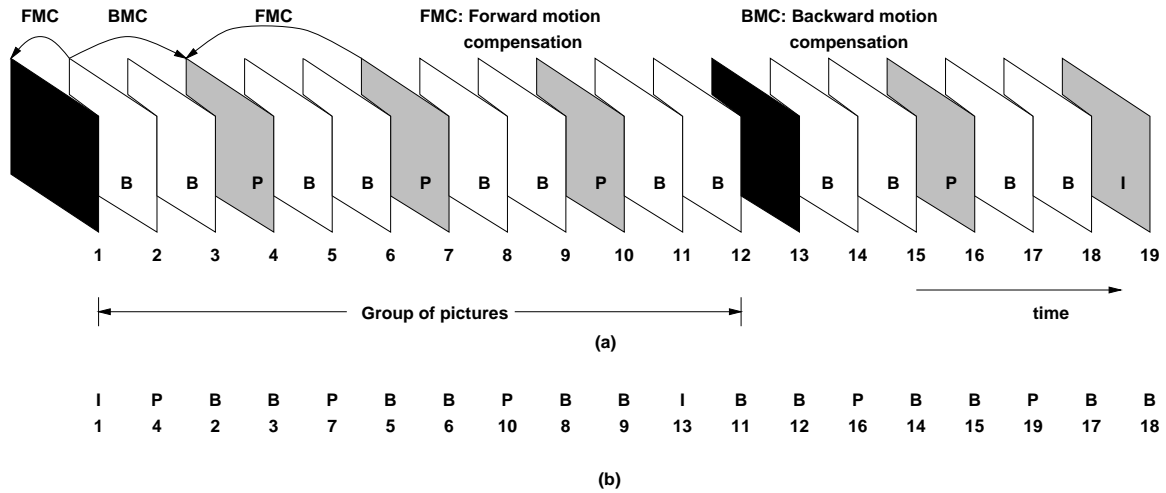 FMC BMC FMC FMC: Forward motion BMC: Backward motion
compensation compensation
B B P B B P B B P B B B B P B B I
1 2 3 4 5 6 7 8 9 10 11 12 13 14 15 16 17 18 19
Group of pictures time
(a)
I P B B P B B P B B I B B P B B P B B
1 4 2 3 7 5 6 10 8 9 13 11 12 16 14 15 19 17 18
(b)